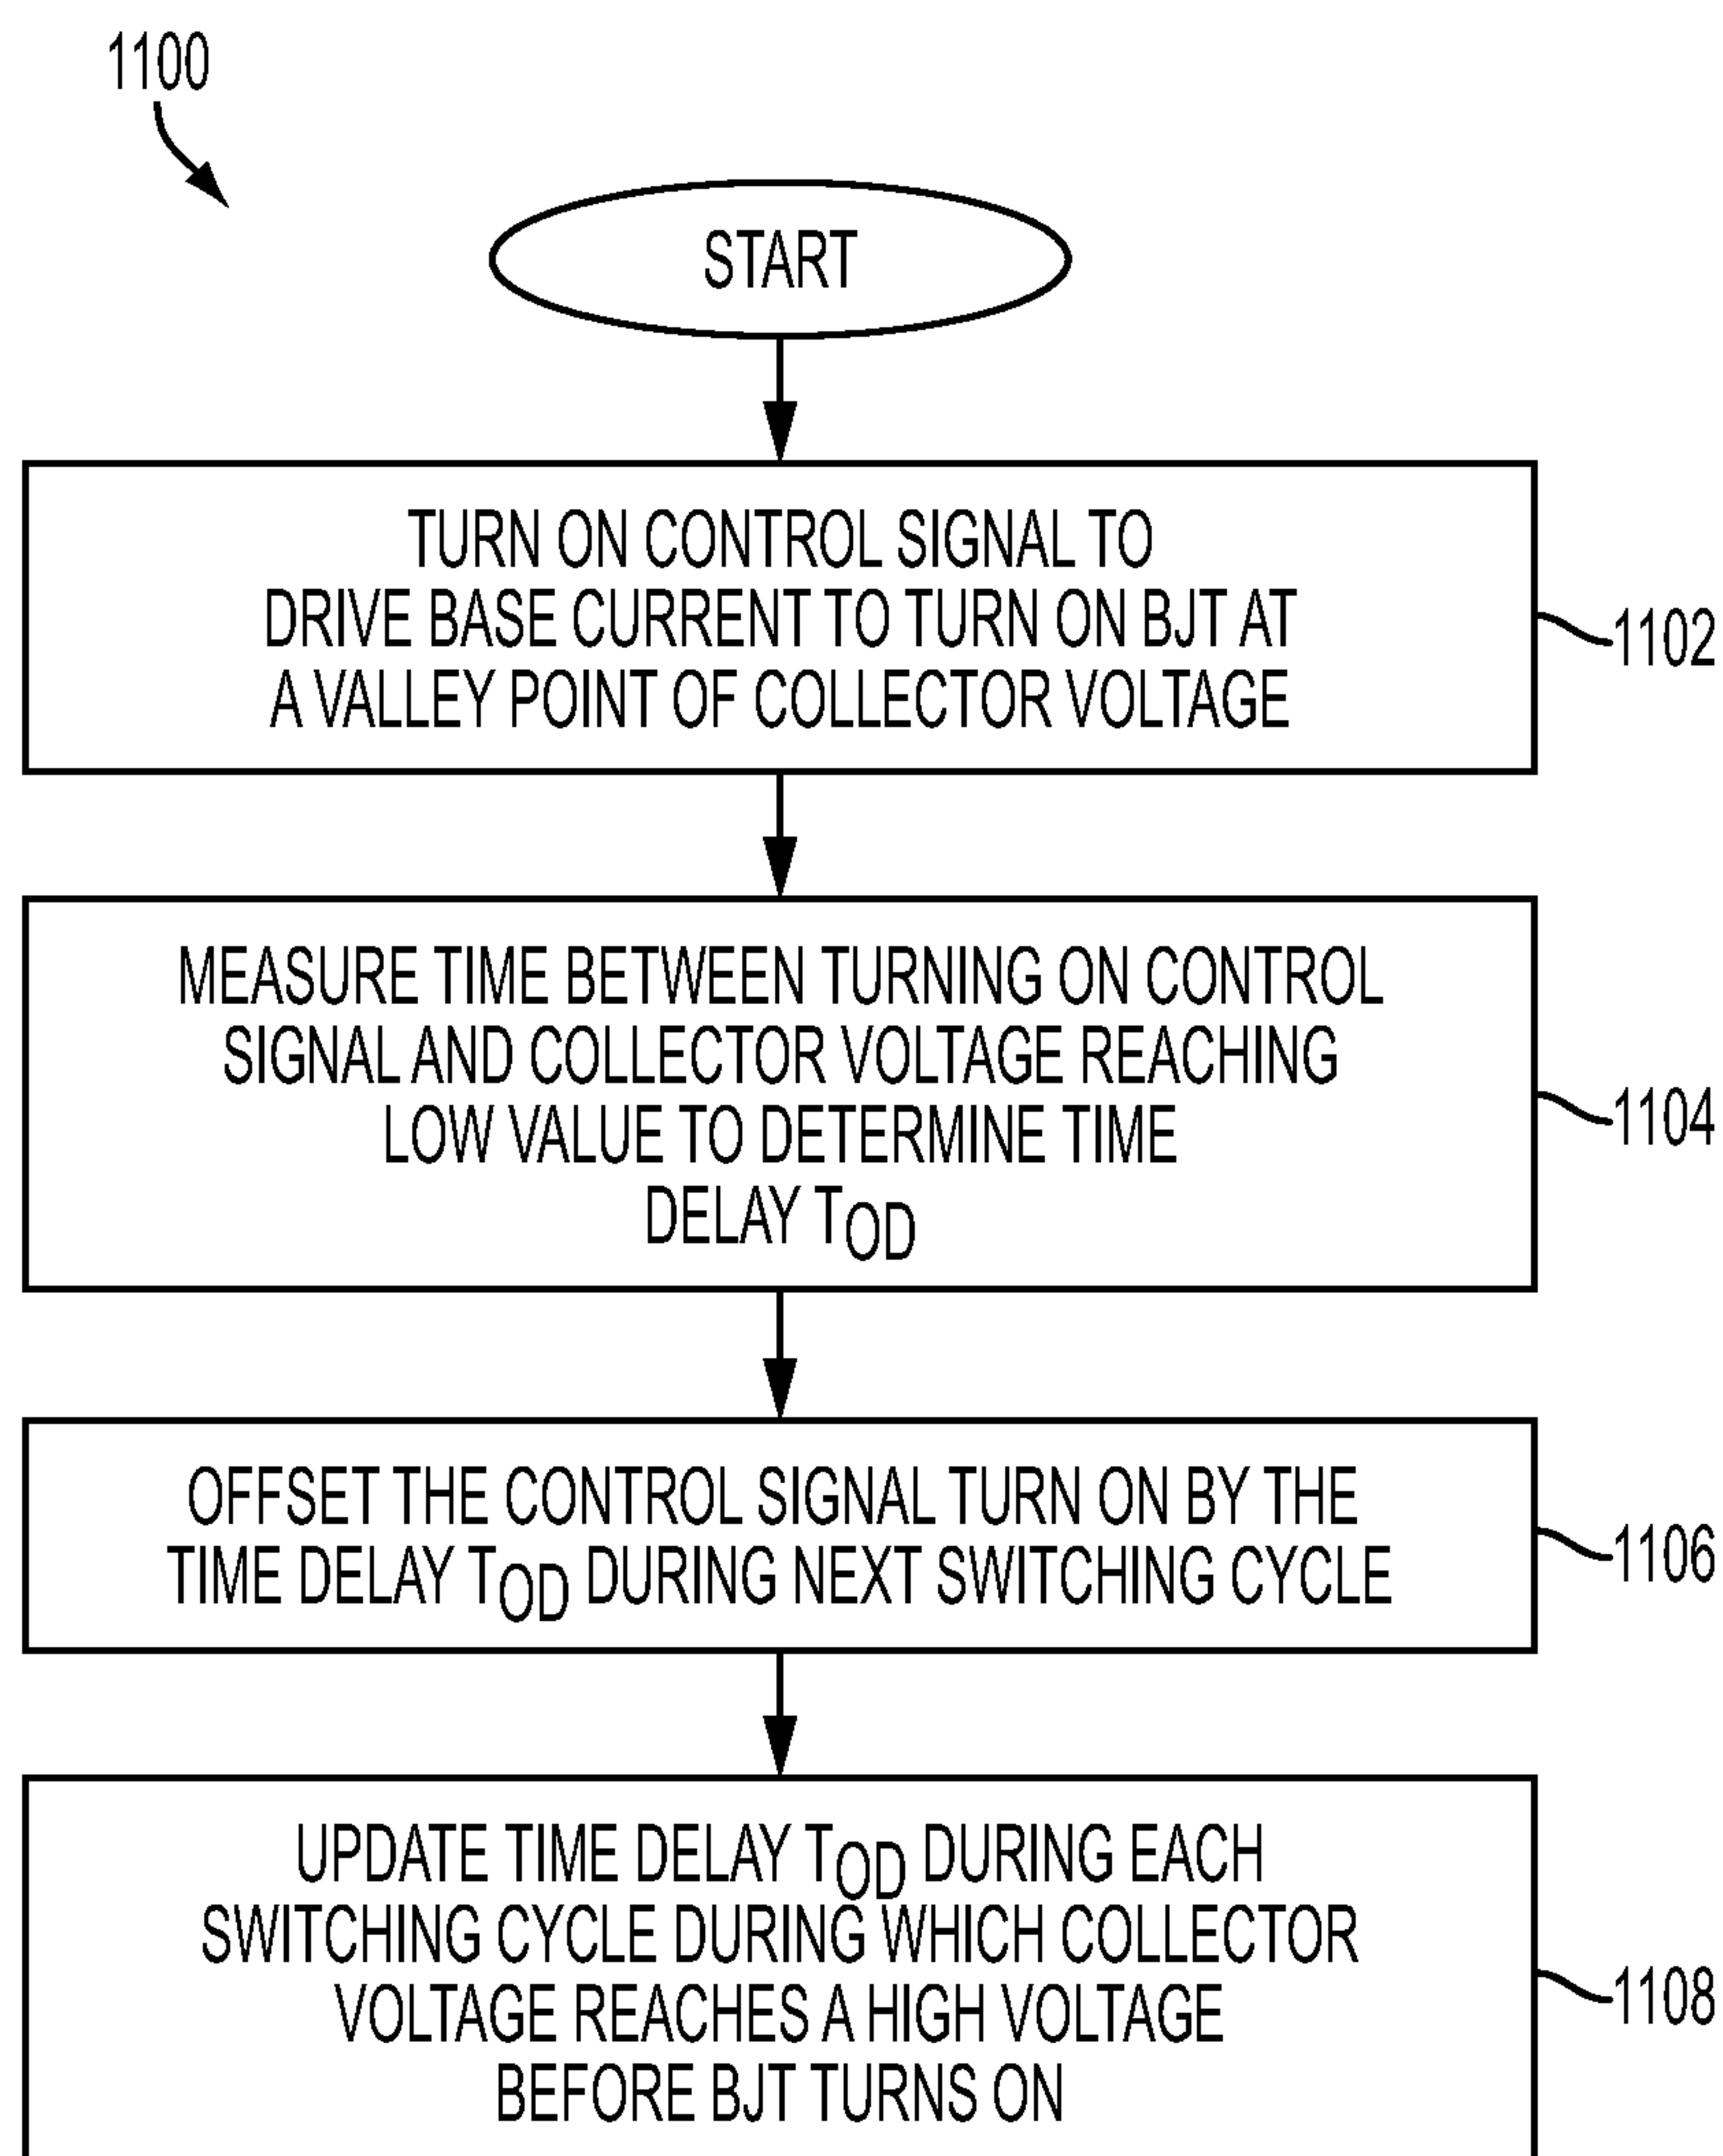 1100
START
TURN ON CONTROL SIGNAL TO
DRIVE BASE CURRENT TO TURN ON BJT AT
A VALLEY POINT OF COLLECTOR VOLTAGE
1102
MEASURE TIME BETWEEN TURNING ON CONTROL
SIGNAL AND COLLECTOR VOLTAGE REACHING
LOW VALUE TO DETERMINE TIME
DELAY TOD
1104
OFFSET THE CONTROL SIGNAL TURN ON BY THE
TIME DELAY TOD DURING NEXT SWITCHING CYCLE
1106
UPDATE TIME DELAY TOD DURING EACH
SWITCHING CYCLE DURING WHICH COLLECTOR
VOLTAGE REACHES A HIGH VOLTAGE
BEFORE BJT TURNS ON
1108